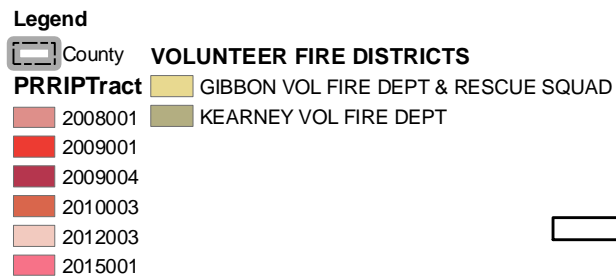 Legend
County
PRRIPTract
2008001
2009001
2009004
2010003
2012003
2015001
VOLUNTEER FIRE DISTRICTS
GIBBON VOL FIRE DEPT & RESCUE SQUAD
KEARNEY VOL FIRE DEPT